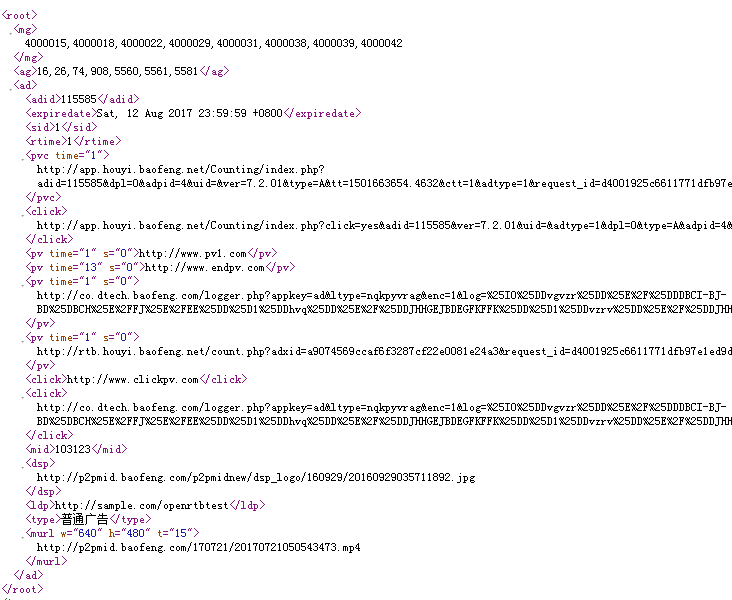 <root>
<mg>
4000015,4000018,4000022,4000029,4000031,4000038,4000039,4000042
</mg>
<ag>16,26,74,908,5560,5561,5581</ag>
<ad>
<adid>115585</adid>
<expiredate>Sat, 12 Aug 2017 23:59:59 +0800</expiredate>
<sid>1</sid>
<rtime>1</rtime>
<pvc time="1">
http://app.houyi.baofeng.net/Counting/index.php?
adid=115585&dpl=0&adpid=4&uid=&ver=7.2.01&type=A&tt=1501663654.4632&ctt=1&adtype=1&request_id=d4001925c6611771dfb97e
</pvc>
<click>
http://app.houyi.baofeng.net/Counting/index.php?click=yes&adid=115585&ver=7.2.01&uid=&adtype=1&dpl=0&type=A&adpid=4&
</click>
<pv time="1" s="0">http://www.pv1.com</pv>
<pv time="13" s="0">http://www.endpv.com</pv>
<pv time="1" s="0">
http://co.dtech.baofeng.com/logger.php?appkey=ad&ltype=nqkpyvrag&enc=1&log=%25IO%25DDvgvzr%25DD%25E%2F%25DDDBCI-BJ-
BD%25DBCH%25E%2FFJ%25E%2FEE%25DD%25D1%25DDhvq%25DD%25E%2F%25DDJHHGEJBDEGFKFFK%25DD%25D1%25DDvzrv%25DD%25E%2F%25DDJHH
</pv>
<pv time="1" s="0">
http://rtb.houyi.baofeng.net/count.php?adxid=a9074569ccaf6f3287cf22e0081e24a3&request_id=d4001925c6611771dfb97e1ed9d
</pv>
<click>http://www.clickpv.com</click>
<click>
http://co.dtech.baofeng.com/logger.php?appkey=ad&ltype=nqkpyvrag&enc=1&log=%25IO%25DDvgvzr%25DD%25E%2F%25DDDBCI-BJ-
BD%25DBCH%25E%2FFJ%25E%2FEE%25DD%25D1%25DDhvq%25DD%25E%2F%25DDJHHGEJBDEGFKFFK%25DD%25D1%25DDvzrv%25DD%25E%2F%25DDJHH
</click>
<mid>103123</mid>
<dsp>
http://p2pmid.baofeng.com/p2pmidnew/dsp_logo/160929/20160929035711892.jpg
</dsp>
<ldp>http://sample.com/openrtbtest</ldp>
<type>普通广告</type>
<murl w="640" h="480" t="15">
http://p2pmid.baofeng.com/170721/20170721050543473.mp4
</murl>
</ad>
</root>